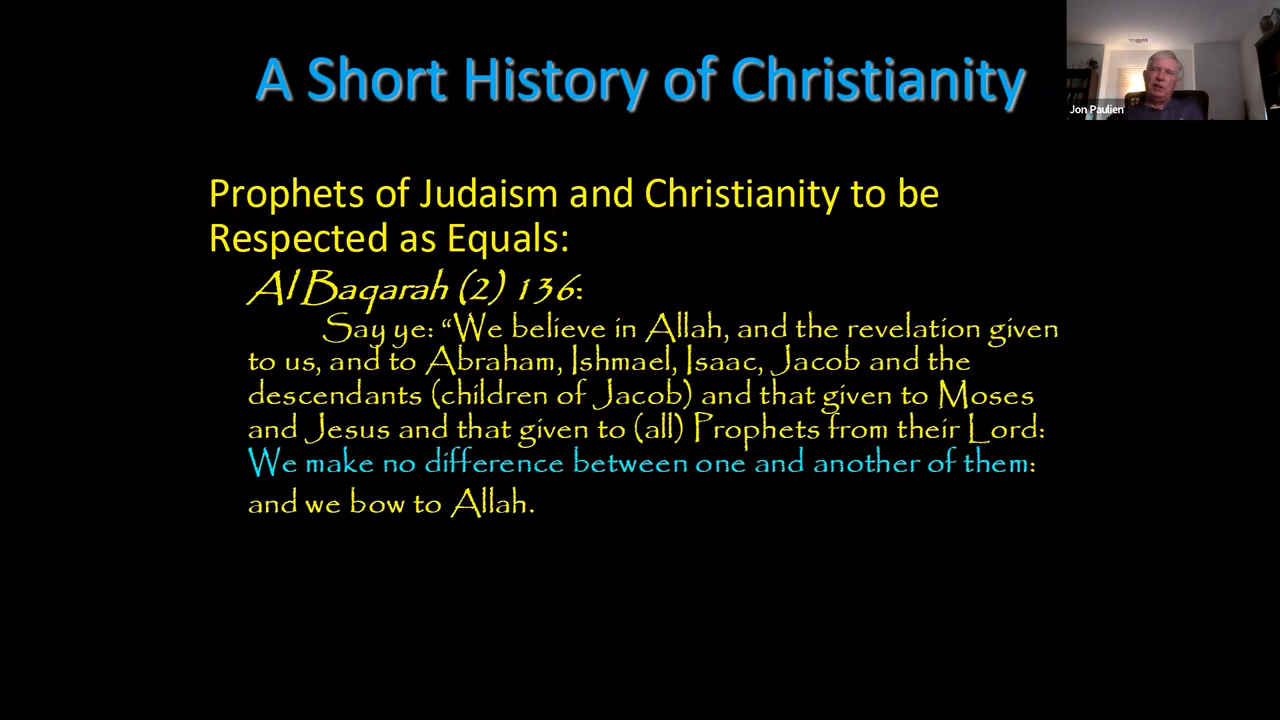 A Short History of Christianity
Jon Paulien
Prophets of Judaism and Christianity to be
Respected as Equals:
Al Baqarah (2) 136:
Say ye: “We believe in Allah, and the revelation given
to us, and to Abraham, Ishmael, Isaac, Jacob and the
descendants (children of Jacob) and that given to Moses
and Jesus and that given to (all) Prophets from their Lord:
We make no difference between one and another of them:
and we bow to Allah.